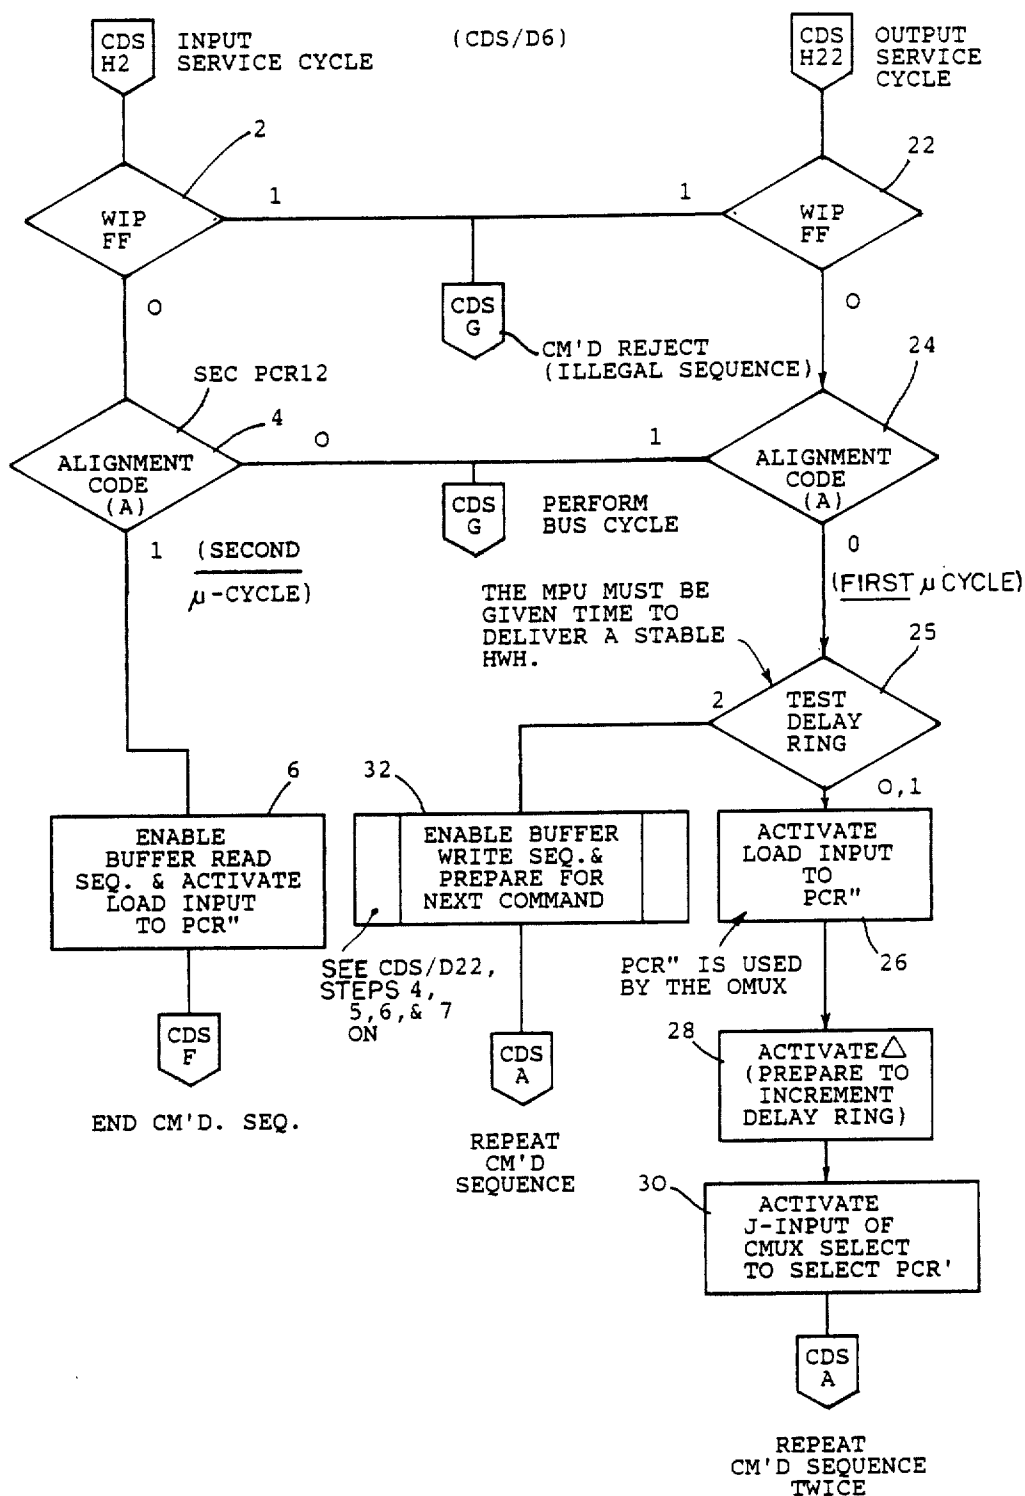 CDS
H2
INPUT
SERVICE CYCLE
(CDS/D6)
CDS
H22
OUTPUT
SERVICE
CYCLE
2
22
WIP
FF
1
1
WIP
FF
0
0
CDS
G
CM'D REJECT
(ILLEGAL SEQUENCE)
24
SEC PCR12
4
ALIGNMENT
CODE
(A)
0
1
ALIGNMENT
CODE
(A)
CDS
G
PERFORM
BUS CYCLE
1 (SECOND
μ-CYCLE)
0
(FIRST μ CYCLE)
THE MPU MUST BE
GIVEN TIME TO
DELIVER A STABLE
HWH.
25
2
TEST
DELAY
RING
0,1
6
32
ENABLE
BUFFER READ
SEQ. & ACTIVATE
LOAD INPUT
TO PCR"
ENABLE BUFFER
WRITE SEQ.&
PREPARE FOR
NEXT COMMAND
ACTIVATE
LOAD INPUT
TO
PCR"
26
SEE CDS/D22,
STEPS 4,
5,6,& 7
ON
PCR" IS USED
BY THE OMUX
CDS
F
END CM'D. SEQ.
CDS
A
REPEAT
CM'D
SEQUENCE
28
ACTIVATE △
(PREPARE TO
INCREMENT
DELAY RING)
30
ACTIVATE
J-INPUT OF
CMUX SELECT
TO SELECT PCR'
CDS
A
REPEAT
CM'D SEQUENCE
TWICE